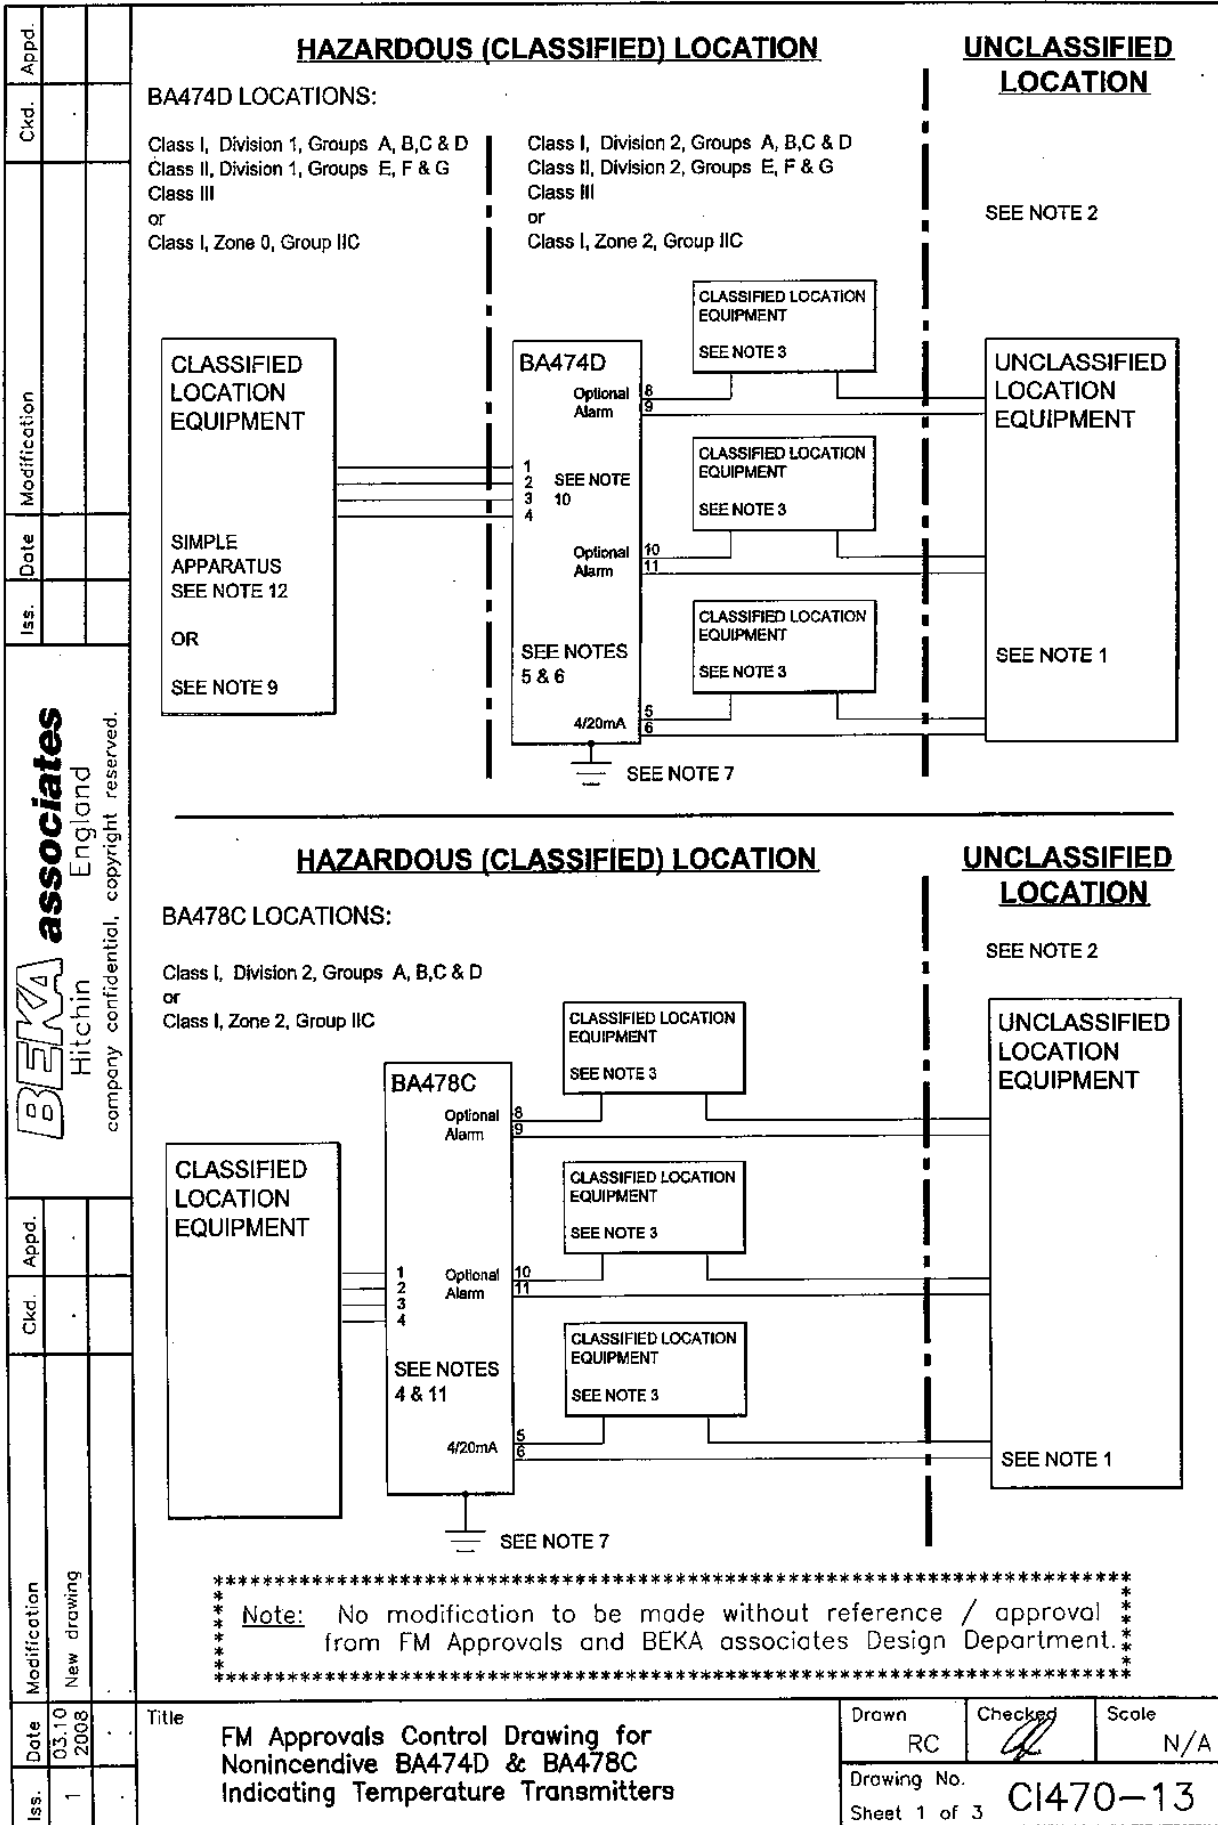 HAZARDOUS (CLASSIFIED) LOCATION
UNCLASSIFIED
LOCATION
BA474D LOCATIONS:
Class I, Division 1, Groups A, B,C & D
Class II, Division 1, Groups E, F & G
Class III
or
Class I, Zone 0, Group IIC
Class I, Division 2, Groups A, B,C & D
Class II, Division 2, Groups E, F & G
Class III
or
Class I, Zone 2, Group IIC
SEE NOTE 2
CLASSIFIED
LOCATION
EQUIPMENT
SIMPLE
APPARATUS
SEE NOTE 12
OR
SEE NOTE 9
BA474D
Optional
Alarm
8
9
1
2
3
4
SEE NOTE
10
Optional
Alarm
10
11
SEE NOTES
5 & 6
4/20mA
5
6
SEE NOTE 7
CLASSIFIED LOCATION
EQUIPMENT
SEE NOTE 3
CLASSIFIED LOCATION
EQUIPMENT
SEE NOTE 3
CLASSIFIED LOCATION
EQUIPMENT
SEE NOTE 3
UNCLASSIFIED
LOCATION
EQUIPMENT
SEE NOTE 1
HAZARDOUS (CLASSIFIED) LOCATION
UNCLASSIFIED
LOCATION
BA478C LOCATIONS:
Class I, Division 2, Groups A, B,C & D
or
Class I, Zone 2, Group IIC
SEE NOTE 2
CLASSIFIED
LOCATION
EQUIPMENT
BA478C
Optional
Alarm
8
9
1
2
3
4
Optional
Alarm
10
11
SEE NOTES
4 & 11
4/20mA
5
6
SEE NOTE 7
CLASSIFIED LOCATION
EQUIPMENT
SEE NOTE 3
CLASSIFIED LOCATION
EQUIPMENT
SEE NOTE 3
CLASSIFIED LOCATION
EQUIPMENT
SEE NOTE 3
UNCLASSIFIED
LOCATION
EQUIPMENT
SEE NOTE 1
Note: No modification to be made without reference / approval
from FM Approvals and BEKA associates Design Department.
Title
FM Approvals Control Drawing for
Nonincendive BA474D & BA478C
Indicating Temperature Transmitters
Drawn
RC
Checked
Scale
N/A
Drawing No.
Sheet 1 of 3
CI470-13
Iss. Date Modification Ckd. Appd.
BEKA associates
Hitchin England
company confidential, copyright reserved.
Iss. Date Modification Ckd. Appd.
1 03.10
2008
New drawing